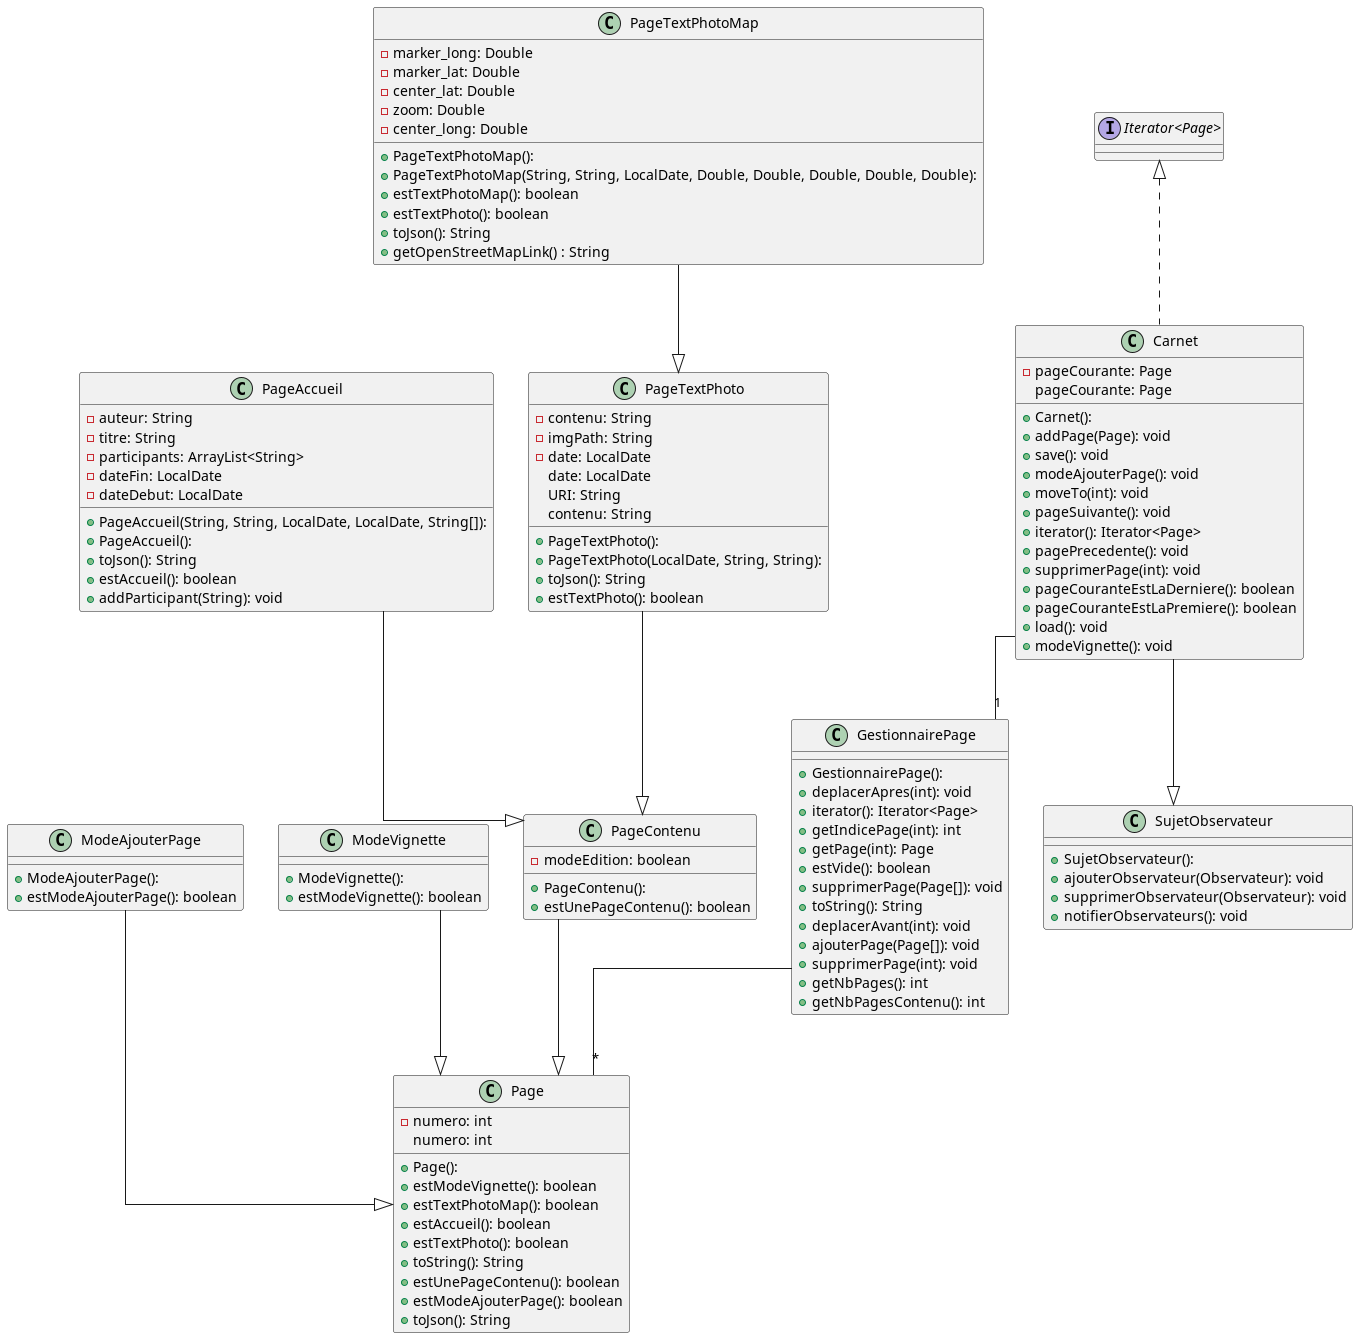 C PageTextPhotoMap
marker_long: Double
marker_lat: Double
center_lat: Double
zoom: Double
center_long: Double
PageTextPhotoMap():
PageTextPhotoMap(String, String, LocalDate, Double, Double, Double, Double, Double):
estTextPhotoMap(): boolean
estTextPhoto(): boolean
toJson(): String
getOpenStreetMapLink() : String
I Iterator<Page>
C PageAccueil
auteur: String
titre: String
participants: ArrayList<String>
dateFin: LocalDate
dateDebut: LocalDate
PageAccueil(String, String, LocalDate, LocalDate, String[]):
PageAccueil():
toJson(): String
estAccueil(): boolean
addParticipant(String): void
C PageTextPhoto
contenu: String
imgPath: String
date: LocalDate
date: LocalDate
URI: String
contenu: String
PageTextPhoto():
PageTextPhoto(LocalDate, String, String):
toJson(): String
estTextPhoto(): boolean
C Carnet
pageCourante: Page
pageCourante: Page
Carnet():
addPage(Page): void
save(): void
modeAjouterPage(): void
moveTo(int): void
pageSuivante(): void
iterator(): Iterator<Page>
pagePrecedente(): void
supprimerPage(int): void
pageCouranteEstLaDerniere(): boolean
pageCouranteEstLaPremiere(): boolean
load(): void
modeVignette(): void
1
C ModeAjouterPage
ModeAjouterPage():
estModeAjouterPage(): boolean
C ModeVignette
ModeVignette():
estModeVignette(): boolean
C PageContenu
modeEdition: boolean
PageContenu():
estUnePageContenu(): boolean
C GestionnairePage
GestionnairePage():
deplacerApres(int): void
iterator(): Iterator<Page>
getIndicePage(int): int
getPage(int): Page
estVide(): boolean
supprimerPage(Page[]): void
toString(): String
deplacerAvant(int): void
ajouterPage(Page[]): void
supprimerPage(int): void
getNbPages(): int
getNbPagesContenu(): int
C SujetObservateur
SujetObservateur():
ajouterObservateur(Observateur): void
supprimerObservateur(Observateur): void
notifierObservateurs(): void
*
C Page
numero: int
numero: int
Page():
estModeVignette(): boolean
estTextPhotoMap(): boolean
estAccueil(): boolean
estTextPhoto(): boolean
toString(): String
estUnePageContenu(): boolean
estModeAjouterPage(): boolean
toJson(): String